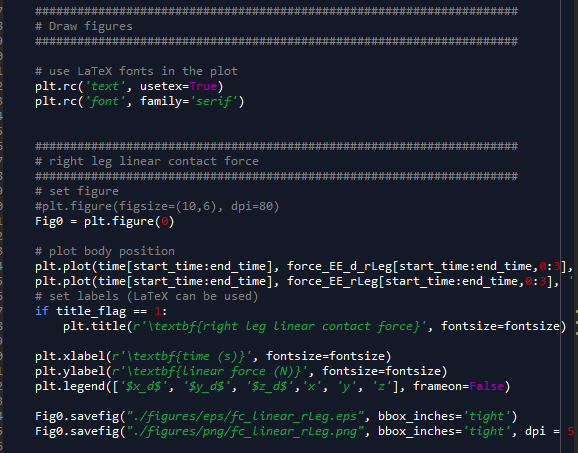 #####################################################################
# Draw figures
#####################################################################
# use LaTeX fonts in the plot
plt.rc('text', usetex=True)
plt.rc('font', family='serif')
#####################################################################
# right leg linear contact force
#####################################################################
# set figure
#plt.figure(figsize=(10,6), dpi=80)
Fig0 = plt.figure(0)
# plot body position
plt.plot(time[start_time:end_time], force_EE_d_rLeg[start_time:end_time,0:3],
plt.plot(time[start_time:end_time], force_EE_rLeg[start_time:end_time,0:3], '
# set labels (LaTeX can be used)
if title_flag == 1:
plt.title(r'\textbf{right leg linear contact force}', fontsize=fontsize)
plt.xlabel(r'\textbf{time (s)}', fontsize=fontsize)
plt.ylabel(r'\textbf{linear force (N)}', fontsize=fontsize)
plt.legend(['$x_d$', '$y_d$', '$z_d$','x', 'y', 'z'], frameon=False)
Fig0.savefig("./figures/eps/fc_linear_rLeg.eps", bbox_inches='tight')
Fig0.savefig("./figures/png/fc_linear_rLeg.png", bbox_inches='tight', dpi = 5